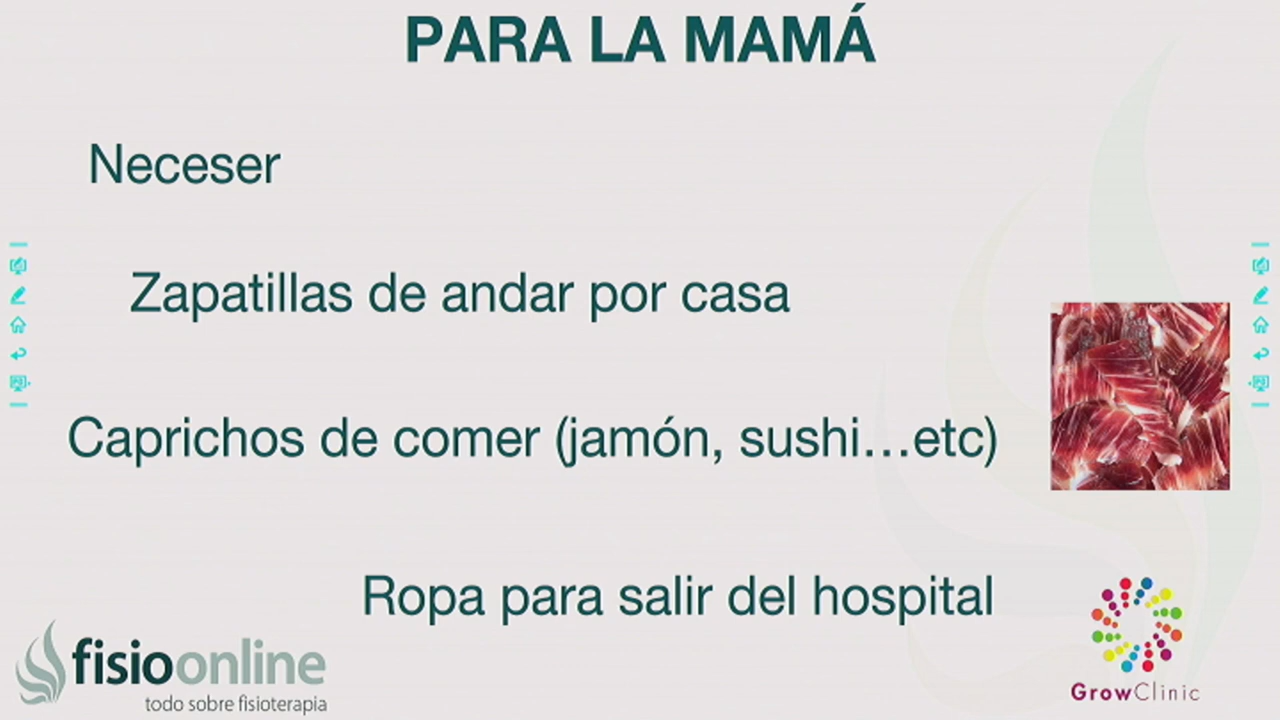 PARA LA MAMÁ
Neceser
Zapatillas de andar por casa
Caprichos de comer (jamón, sushi...etc)
Ropa para salir del hospital
fisioonline
todo sobre fisioterapia
GrowClinic